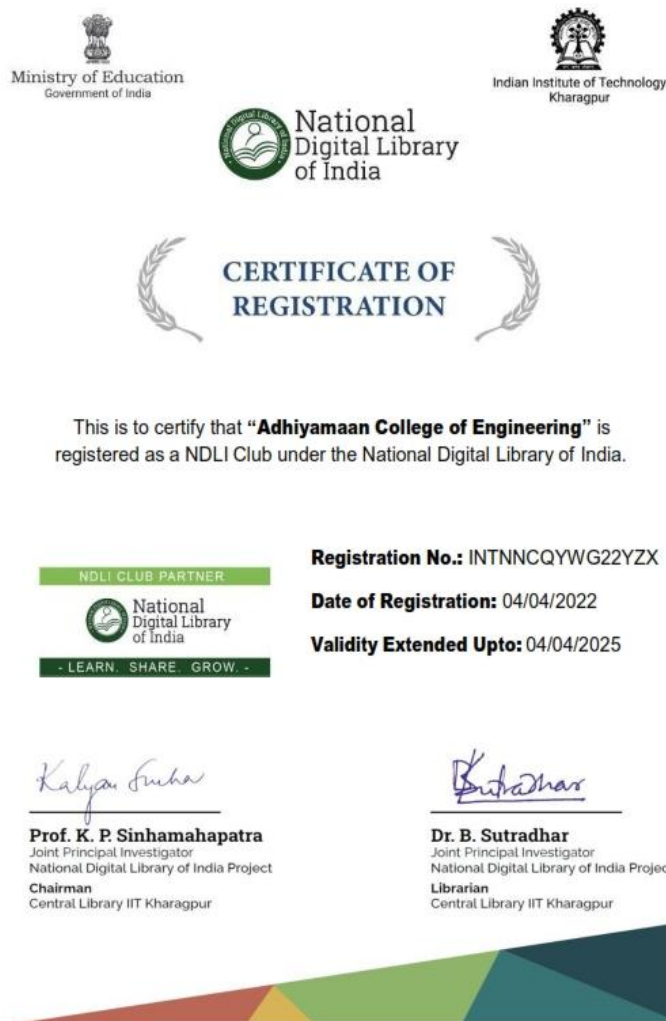 Ministry of Education
Government of India
Indian Institute of Technology
Kharagpur
National
Digital Library
of India
CERTIFICATE OF
REGISTRATION
This is to certify that “Adhiyamaan College of Engineering” is
registered as a NDLI Club under the National Digital Library of India.
NDLI CLUB PARTNER
National
Digital Library
of India
- LEARN. SHARE. GROW. -
Registration No.: INTNNCQYWG22YZX
Date of Registration: 04/04/2022
Validity Extended Upto: 04/04/2025
Kalyan Sinha
BSutradhar
Prof. K. P. Sinhamahapatra
Joint Principal Investigator
National Digital Library of India Project
Chairman
Central Library IIT Kharagpur
Dr. B. Sutradhar
Joint Principal Investigator
National Digital Library of India Projec
Librarian
Central Library IIT Kharagpur